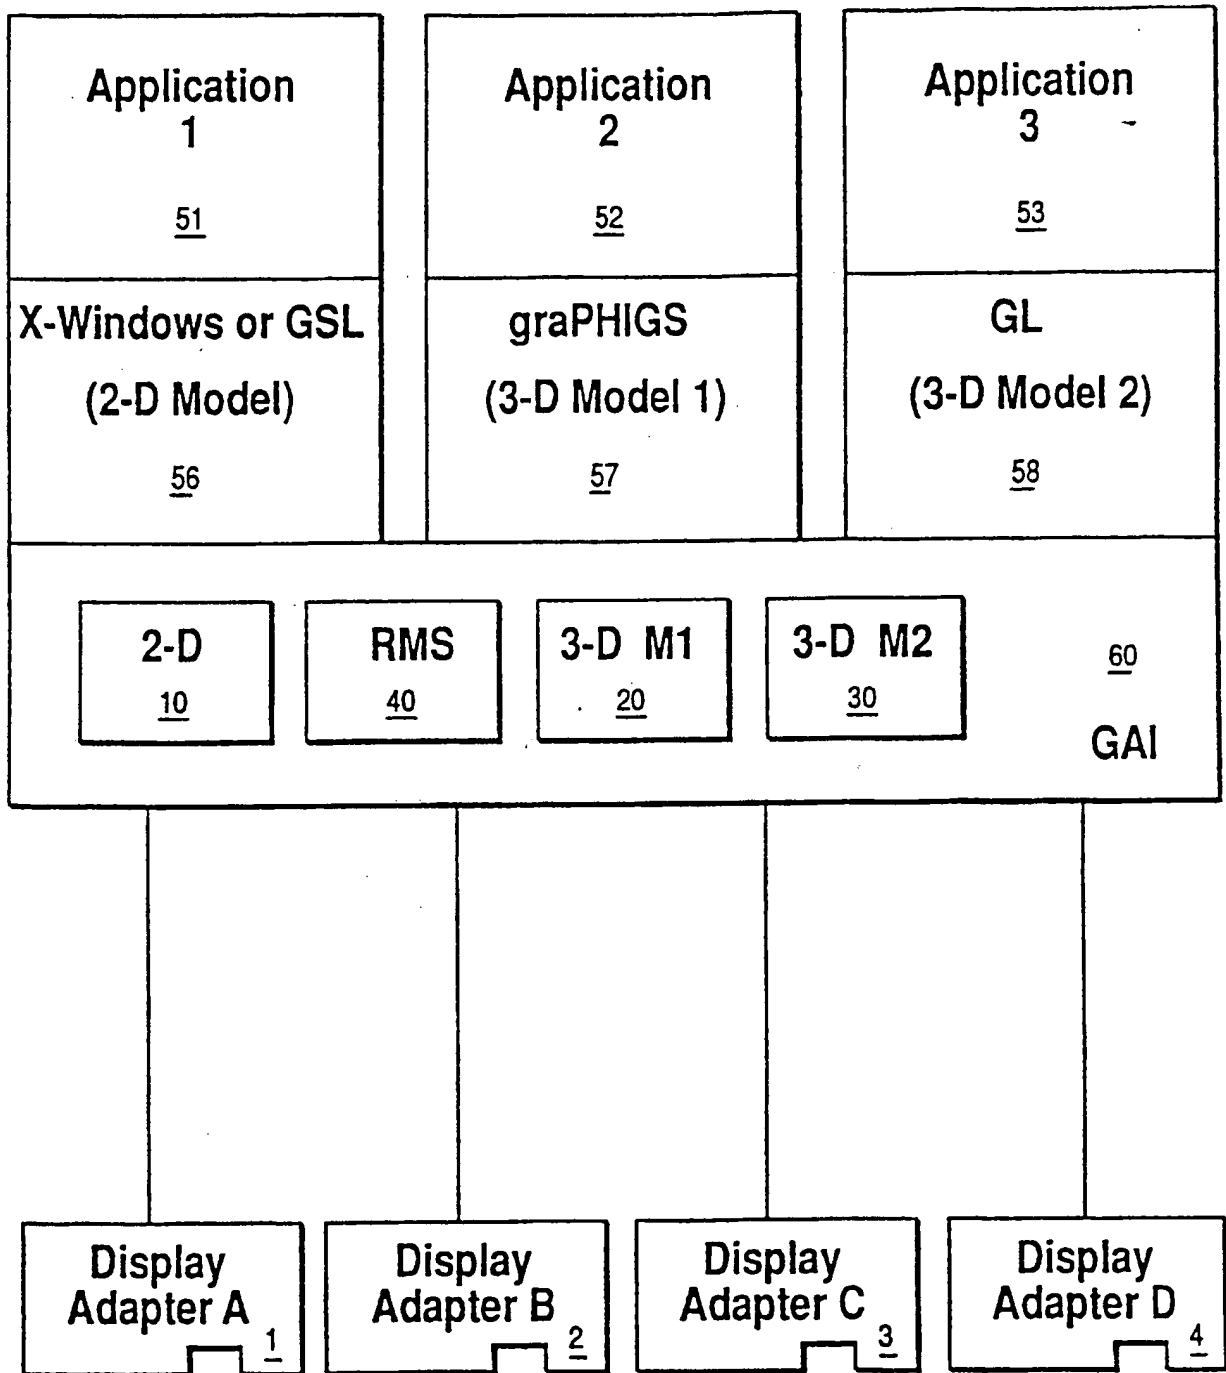 Application
1
51
Application
2
52
Application
3
53
X-Windows or GSL
(2-D Model)
56
graPHIGS
(3-D Model 1)
57
GL
(3-D Model 2)
58
2-D
10
RMS
40
3-D M1
20
3-D M2
30
60
GAI
Display
Adapter A
1
Display
Adapter B
2
Display
Adapter C
3
Display
Adapter D
4